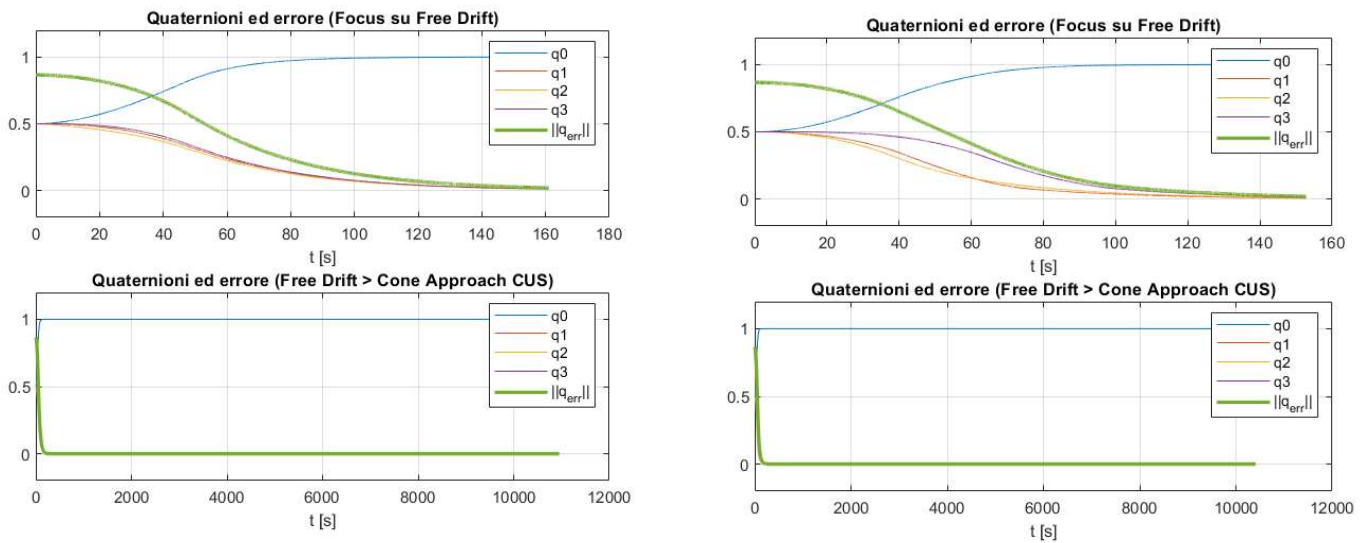 Quaternioni ed errore (Focus su Free Drift)
1
0.5
0
q0
q1
q2
q3
||q_err||
0 20 40 60 80 100 120 140 160 180
t [s]
Quaternioni ed errore (Free Drift > Cone Approach CUS)
1
0.5
0
q0
q1
q2
q3
||q_err||
0 2000 4000 6000 8000 10000 12000
t [s]
Quaternioni ed errore (Focus su Free Drift)
1
0.5
0
q0
q1
q2
q3
||q_err||
0 20 40 60 80 100 120 140 160
t [s]
Quaternioni ed errore (Free Drift > Cone Approach CUS)
1
0.5
0
q0
q1
q2
q3
||q_err||
0 2000 4000 6000 8000 10000 12000
t [s]